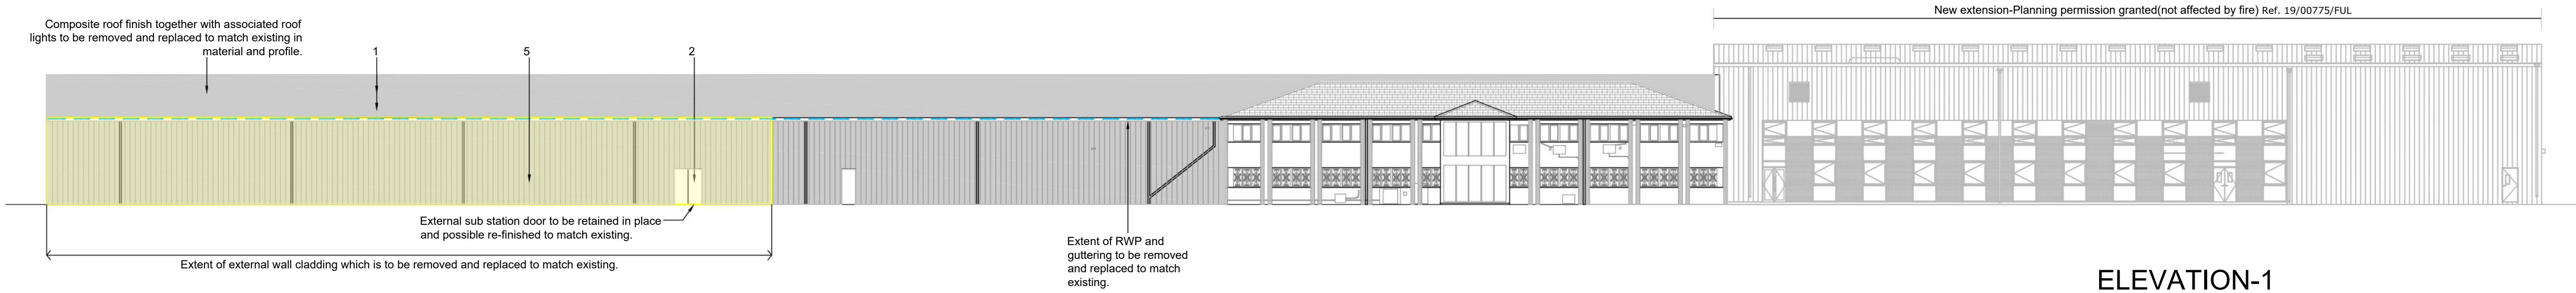 Composite roof finish together with associated roof
lights to be removed and replaced to match existing in
material and profile.
1
5
2
New extension-Planning permission granted(not affected by fire) Ref. 19/00775/FUL
External sub station door to be retained in place
and possible re-finished to match existing.
Extent of external wall cladding which is to be removed and replaced to match existing.
Extent of RWP and
guttering to be removed
and replaced to match
existing.
ELEVATION-1